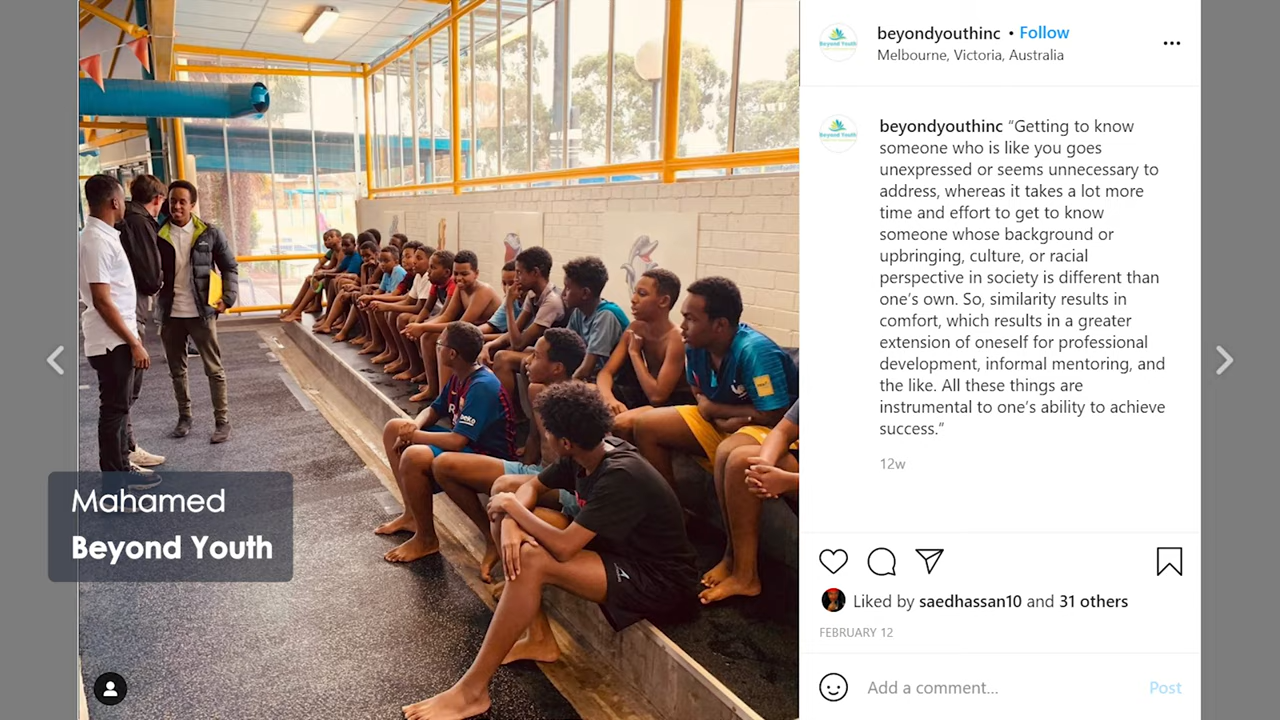 Mahamed
Beyond Youth
beko
Beyond Youth
beyondyouthinc • Follow
Melbourne, Victoria, Australia
Beyond Youth
beyondyouthinc “Getting to know
someone who is like you goes
unexpressed or seems unnecessary to
address, whereas it takes a lot more
time and effort to get to know
someone whose background or
upbringing, culture, or racial
perspective in society is different than
one’s own. So, similarity results in
comfort, which results in a greater
extension of oneself for professional
development, informal mentoring, and
the like. All these things are
instrumental to one’s ability to achieve
success.”
12w
Liked by saedhassan10 and 31 others
FEBRUARY 12
Add a comment...
Post